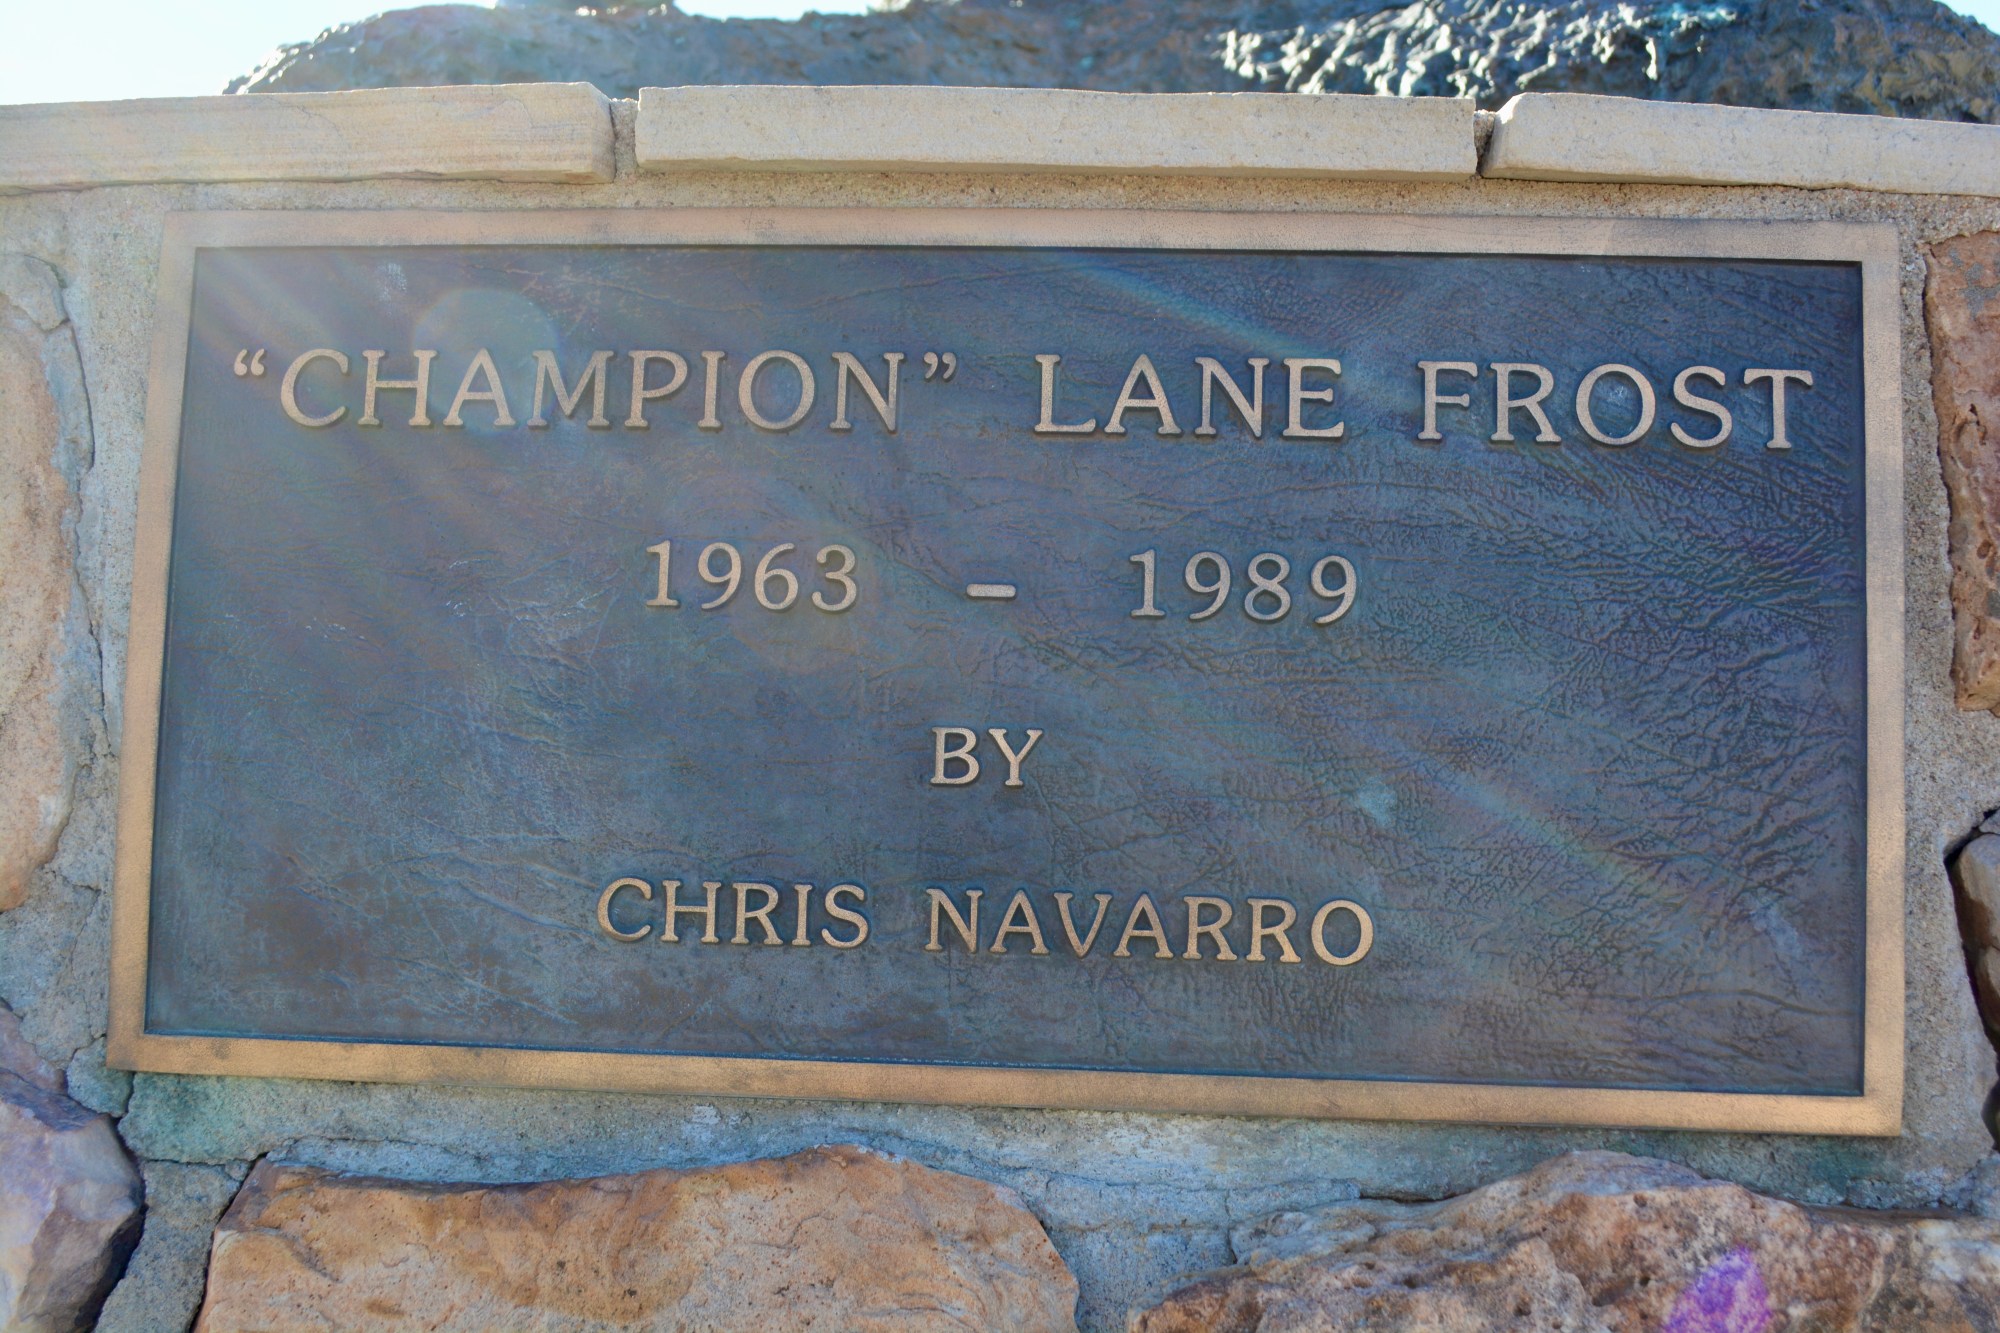 “CHAMPION” LANE FROST
1963 - 1989
BY
CHRIS NAVARRO